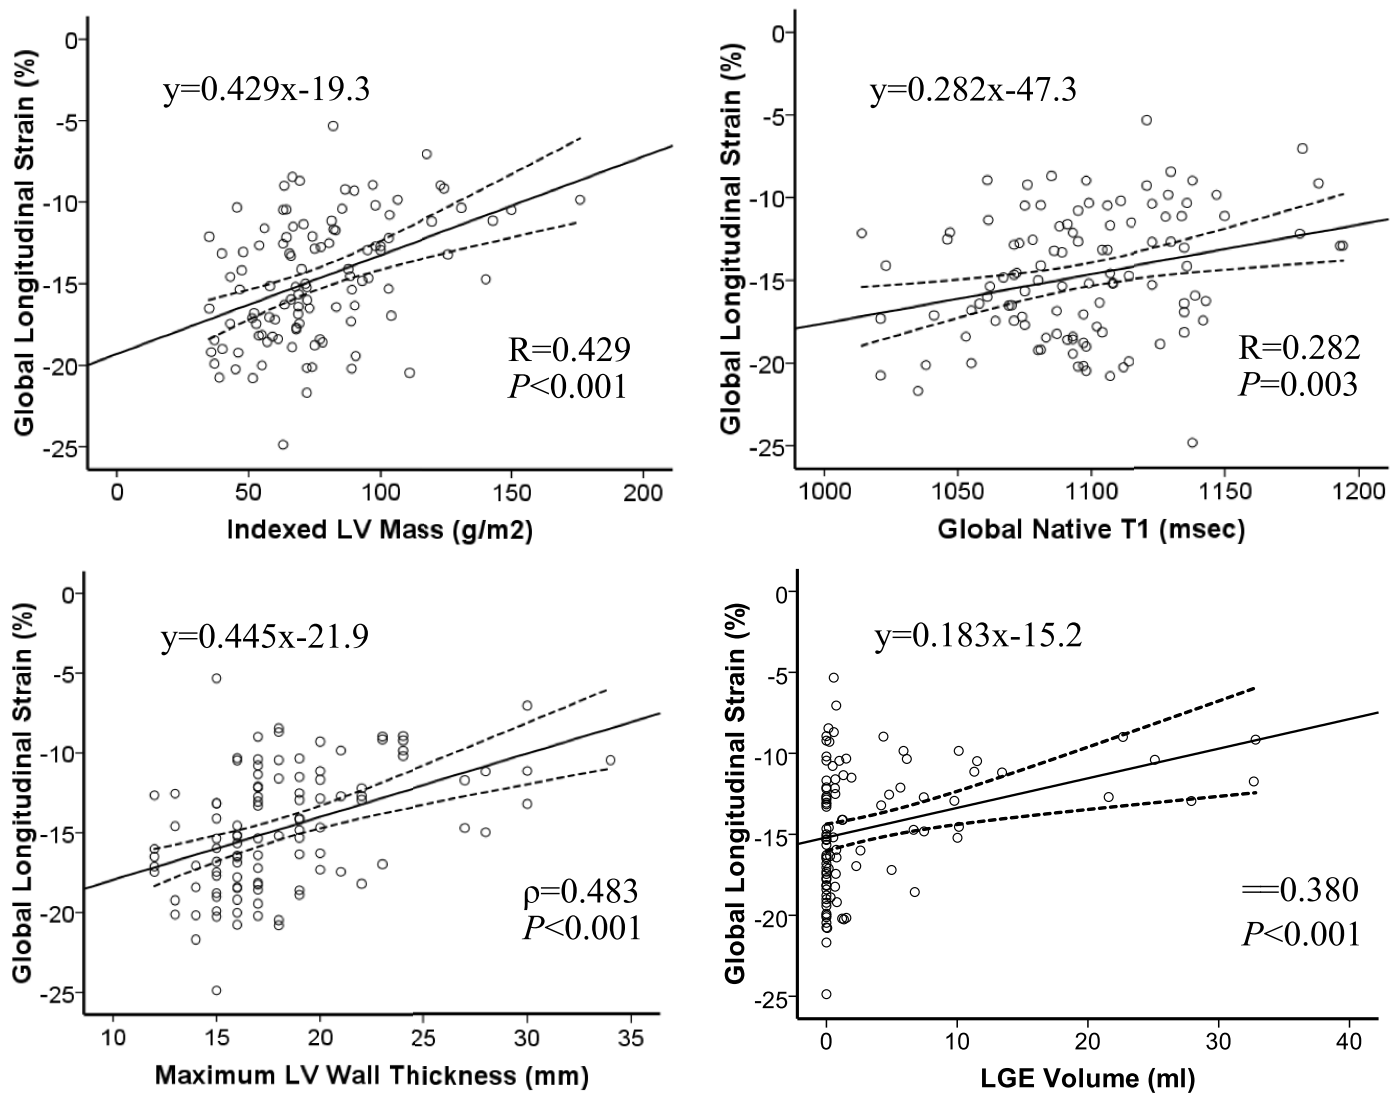 0
-5
-10
-15
-20
-25
Global Longitudinal Strain (%)
y=0.429x-19.3
R=0.429
P<0.001
0
50
100
150
200
Indexed LV Mass (g/m2)
0
-5
-10
-15
-20
-25
Global Longitudinal Strain (%)
y=0.282x-47.3
R=0.282
P=0.003
1000
1050
1100
1150
1200
Global Native T1 (msec)
0
-5
-10
-15
-20
-25
Global Longitudinal Strain (%)
y=0.445x-21.9
ρ=0.483
P<0.001
10
15
20
25
30
35
Maximum LV Wall Thickness (mm)
0
-5
-10
-15
-20
-25
Global Longitudinal Strain (%)
y=0.183x-15.2
==0.380
P<0.001
0
10
20
30
40
LGE Volume (ml)